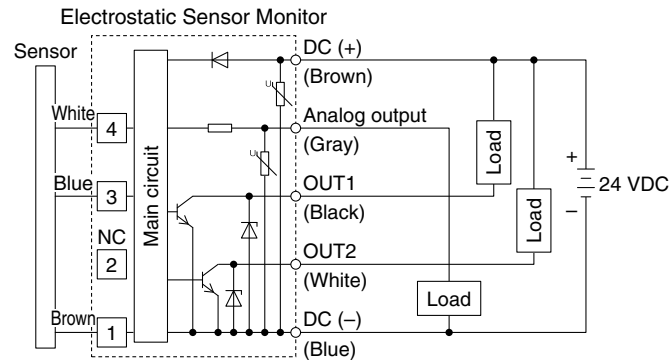 Electrostatic Sensor Monitor
Sensor
DC (+)
(Brown)
White
4
Analog output
(Gray)
U
U
Main circuit
Blue
3
OUT1
(Black)
NC
2
OUT2
(White)
Brown
1
DC (–)
(Blue)
Load
Load
Load
+
24 VDC
–